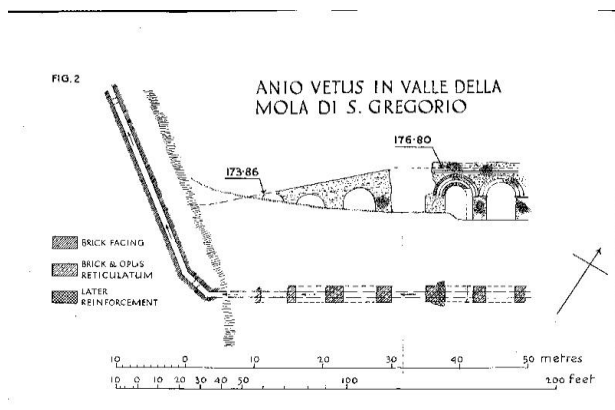 FIG. 2
ANIO VETUS IN VALLE DELLA
MOLA DI S. GREGORIO
176·80
173·86
BRICK FACING
BRICK & OPUS
RETICULATUM
LATER
REINFORCEMENT
10 0 10 20 30 40 50 metres
10 0 10 20 30 40 50 100 200 feet